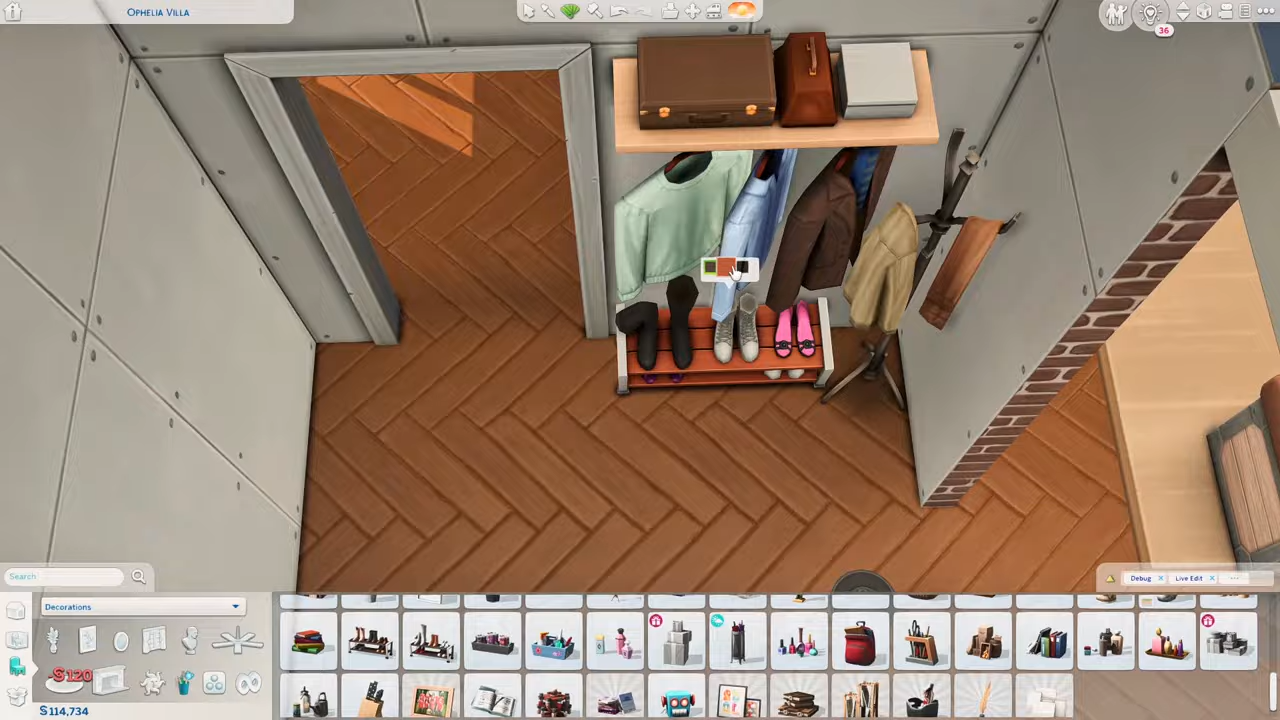 OPHELIA VILLA
36
Search
Debug
Live Edit
Decorations
-§120
§114,734